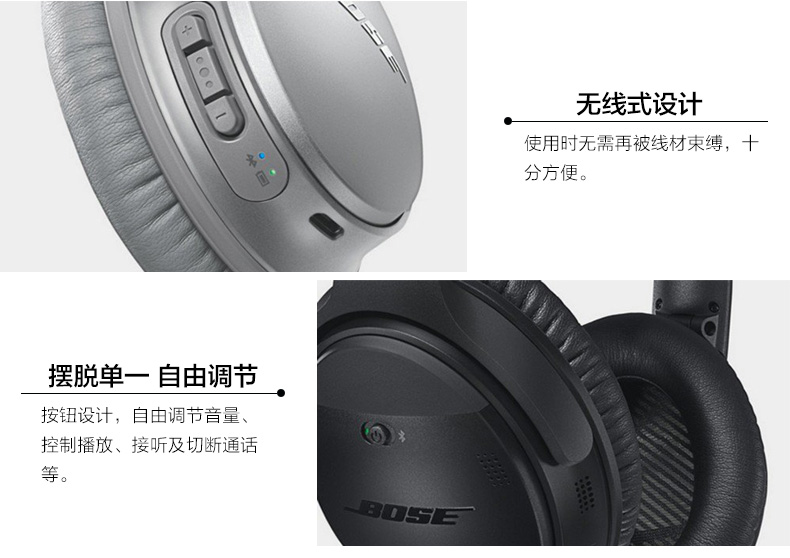 无线式设计
使用时无需再被线材束缚，十
分方便。
摆脱单一 自由调节
按钮设计，自由调节音量、
控制播放、接听及切断通话
等。
BOSE